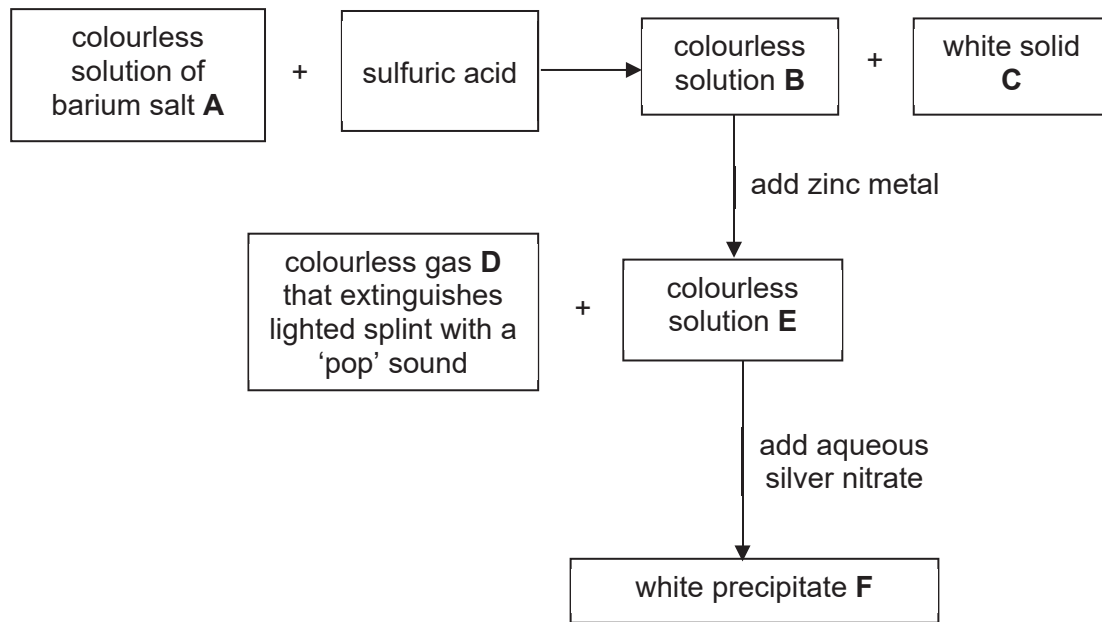 colourless
solution of
barium salt A
+
sulfuric acid
colourless
solution B
+
white solid
C
add zinc metal
colourless gas D
that extinguishes
lighted splint with a
‘pop’ sound
+
colourless
solution E
add aqueous
silver nitrate
white precipitate F